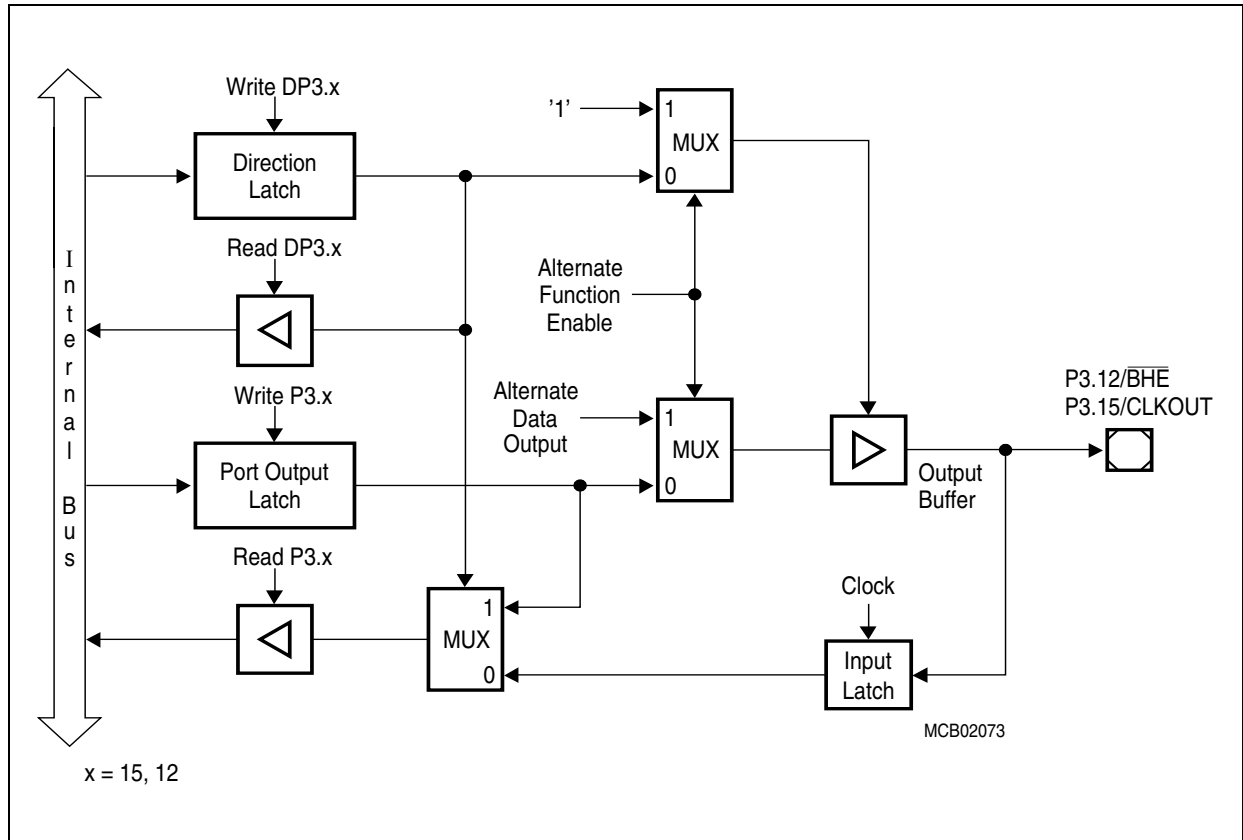 Write DP3.x
'1'
1
MUX
0
Direction
Latch
Read DP3.x
Alternate
Function
Enable
Internal Bus
Write P3.x
Alternate
Data
Output
1
MUX
0
P3.12/B̅H̅E̅
P3.15/CLKOUT
Port Output
Latch
Output
Buffer
Read P3.x
1
MUX
0
Clock
Input
Latch
MCB02073
x = 15, 12